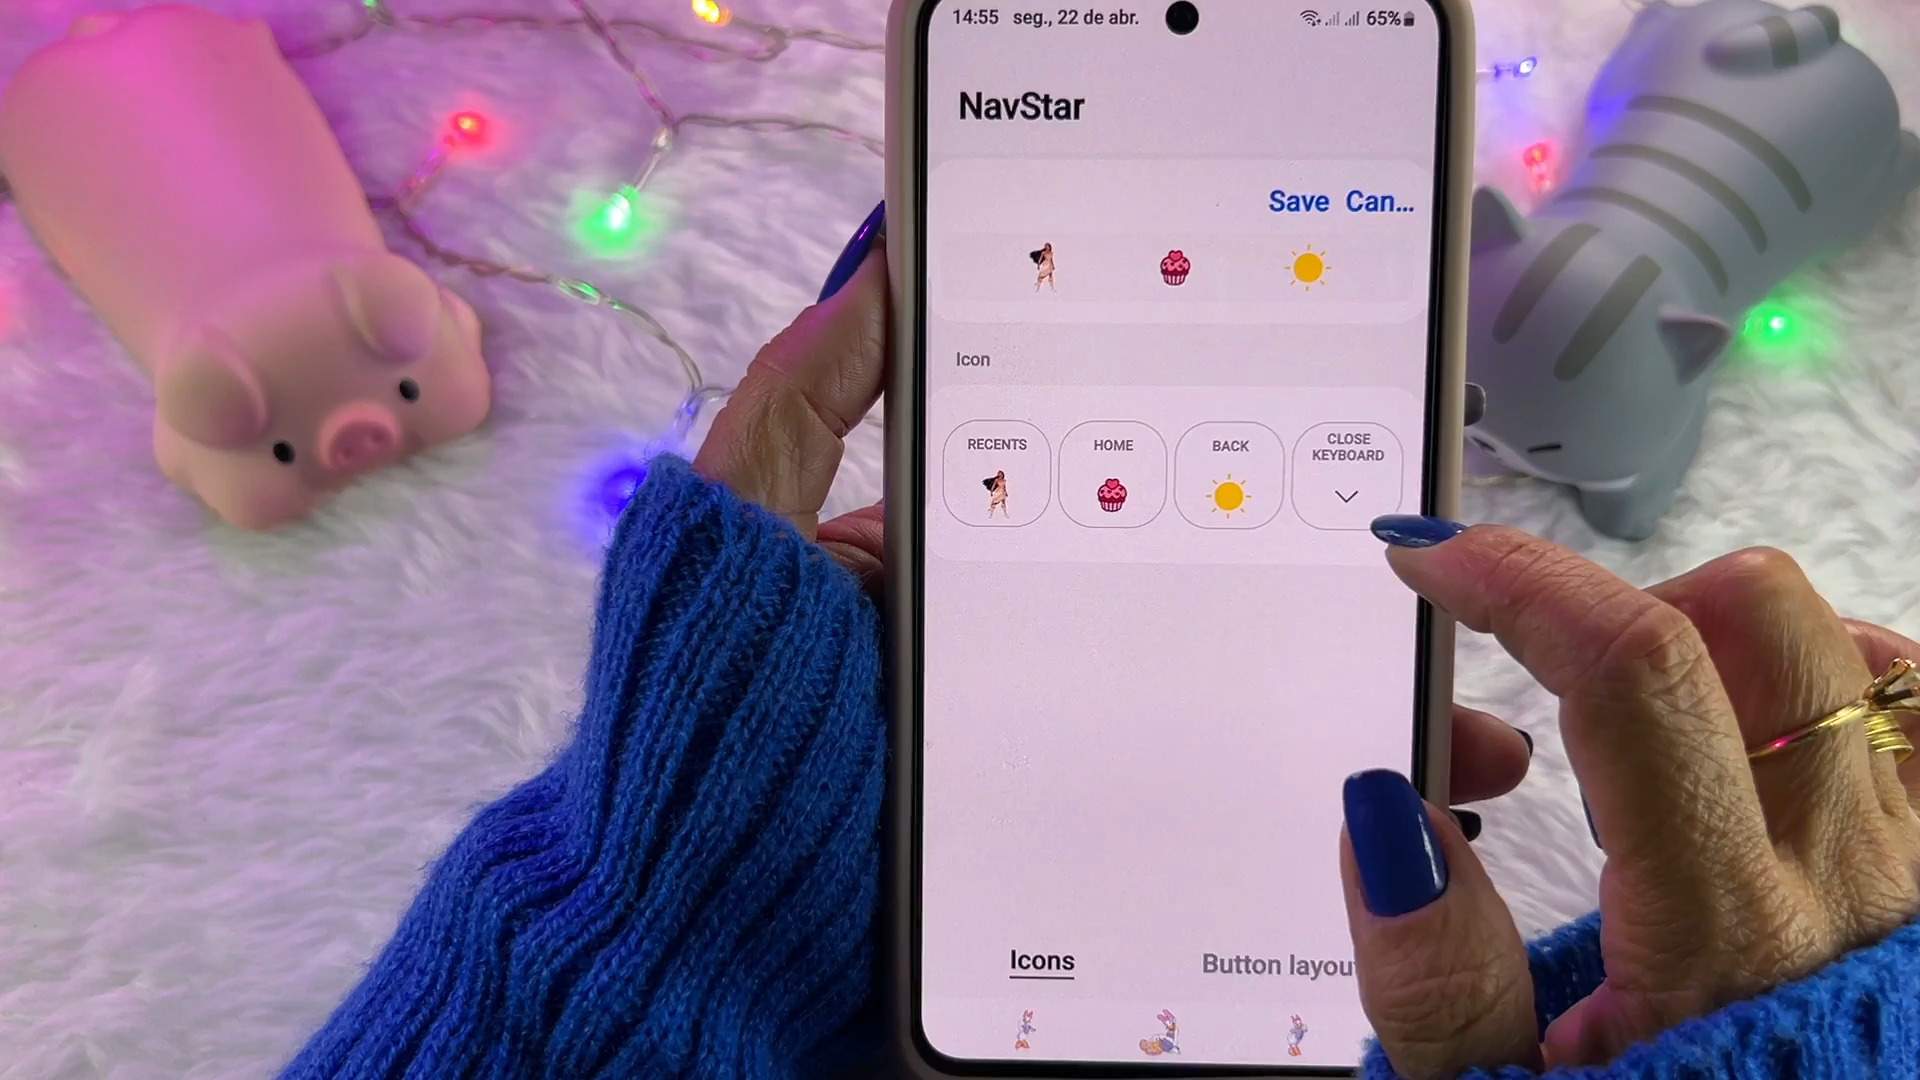 14:55 seg., 22 de abr. 65%
NavStar
Save Can...
Icon
RECENTS HOME BACK CLOSE KEYBOARD
Icons Button layou